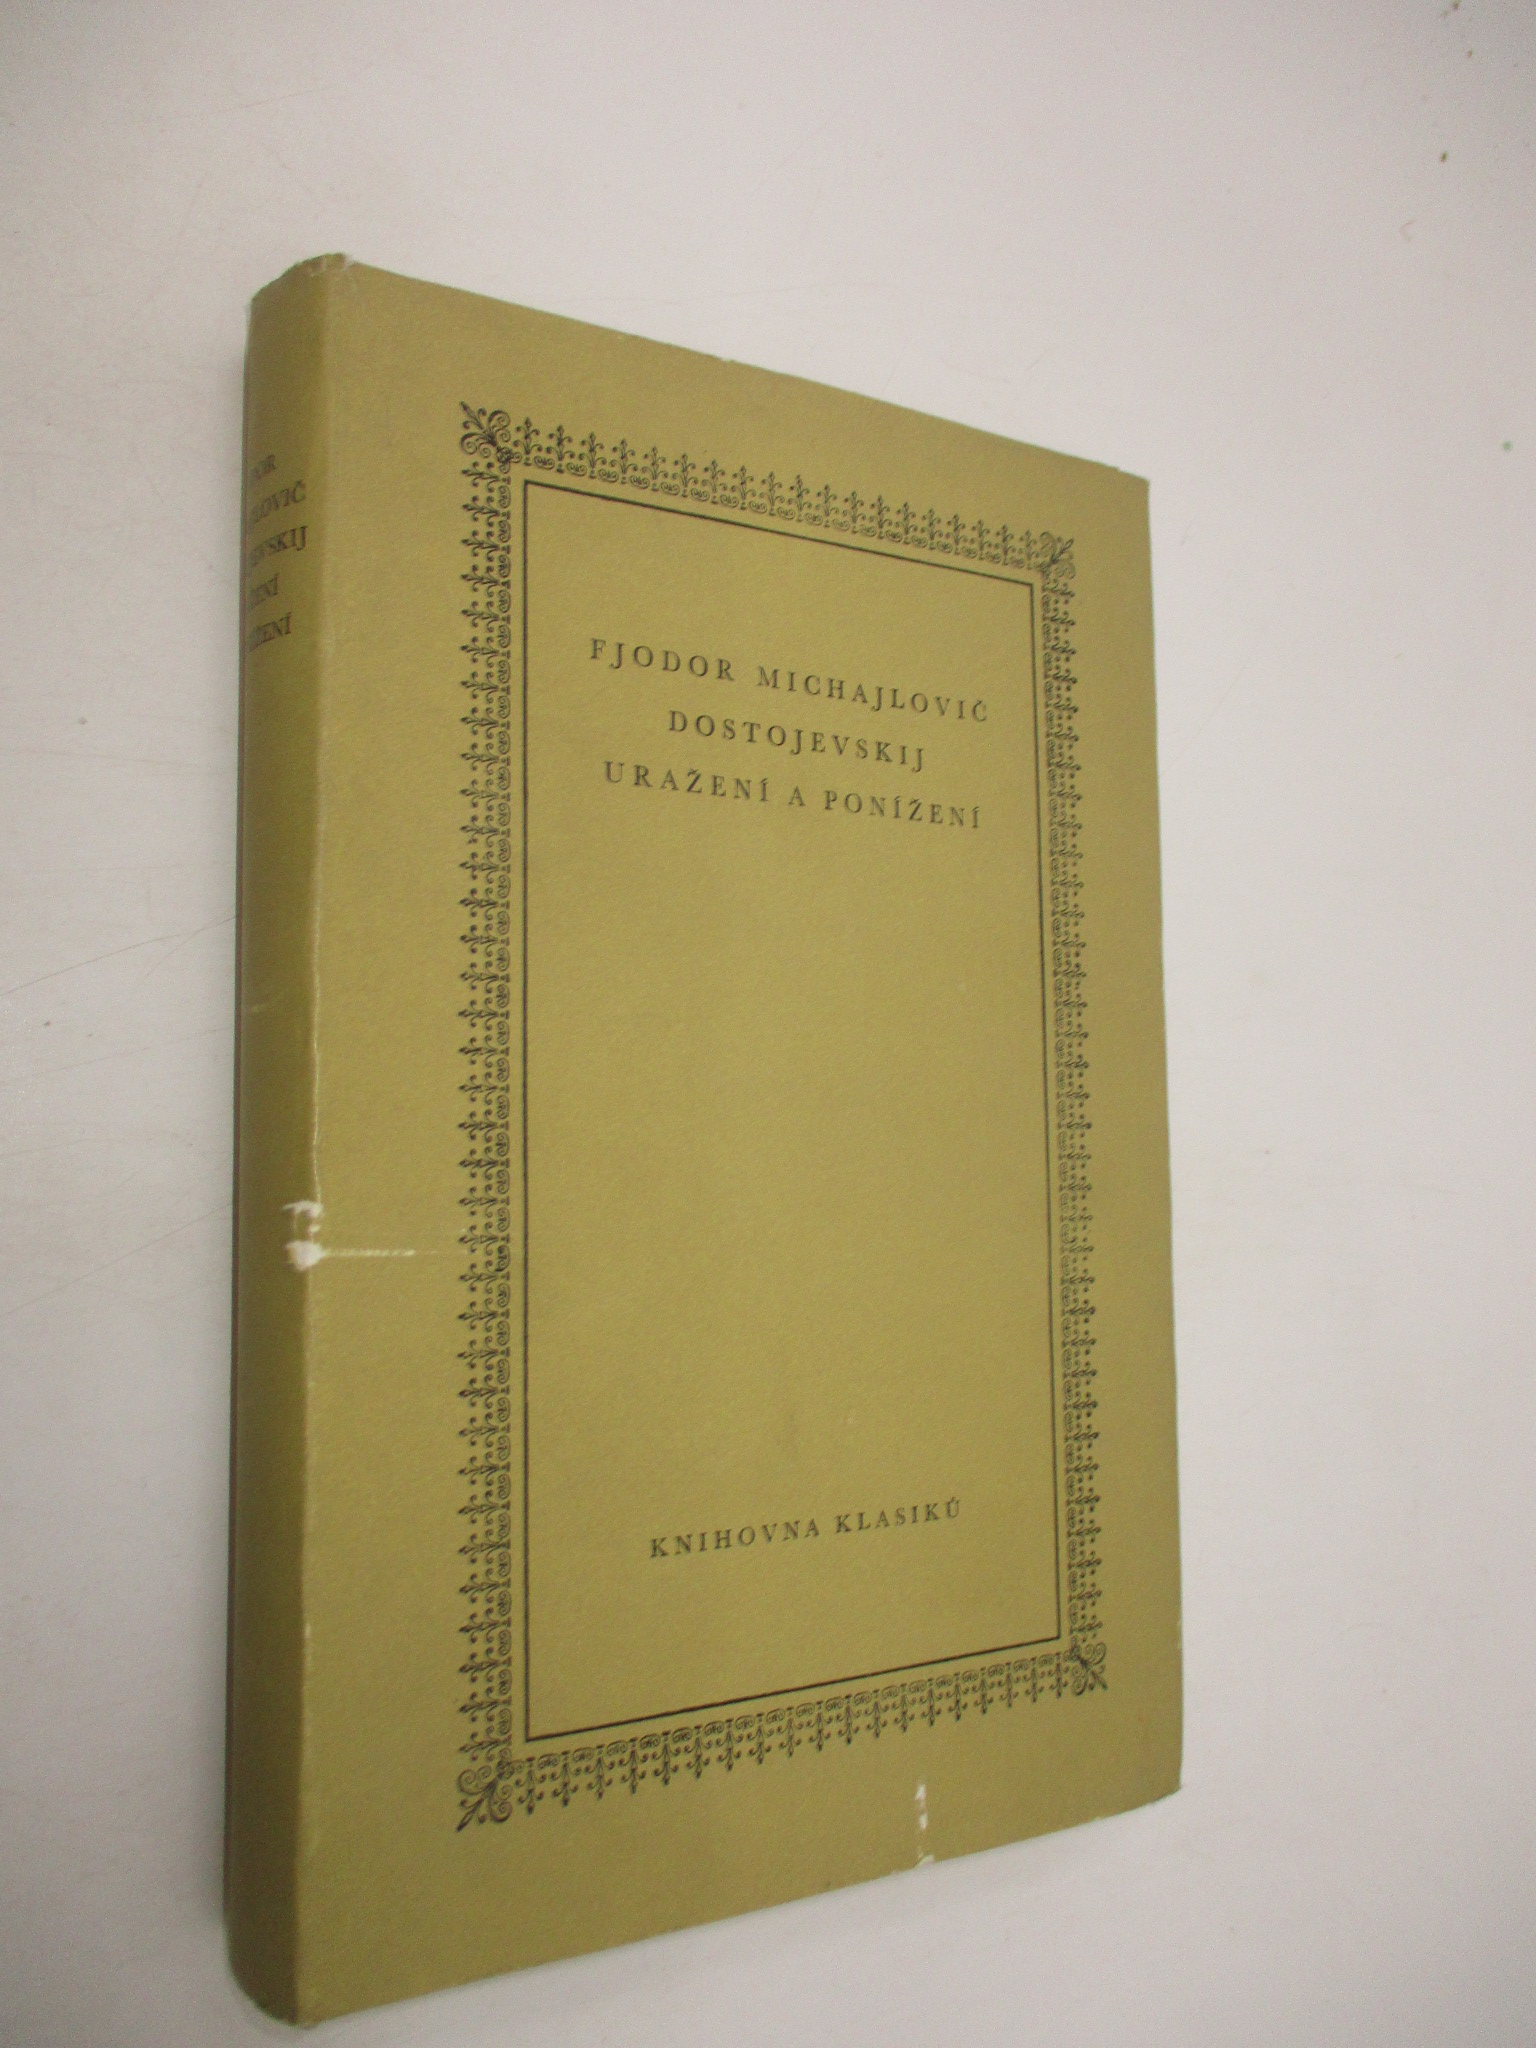 FJODOR MICHAJLOVIČ
DOSTOJEVSKIJ
URAŽENÍ A PONÍŽENÍ
KNIHOVNA KLASIKŮ